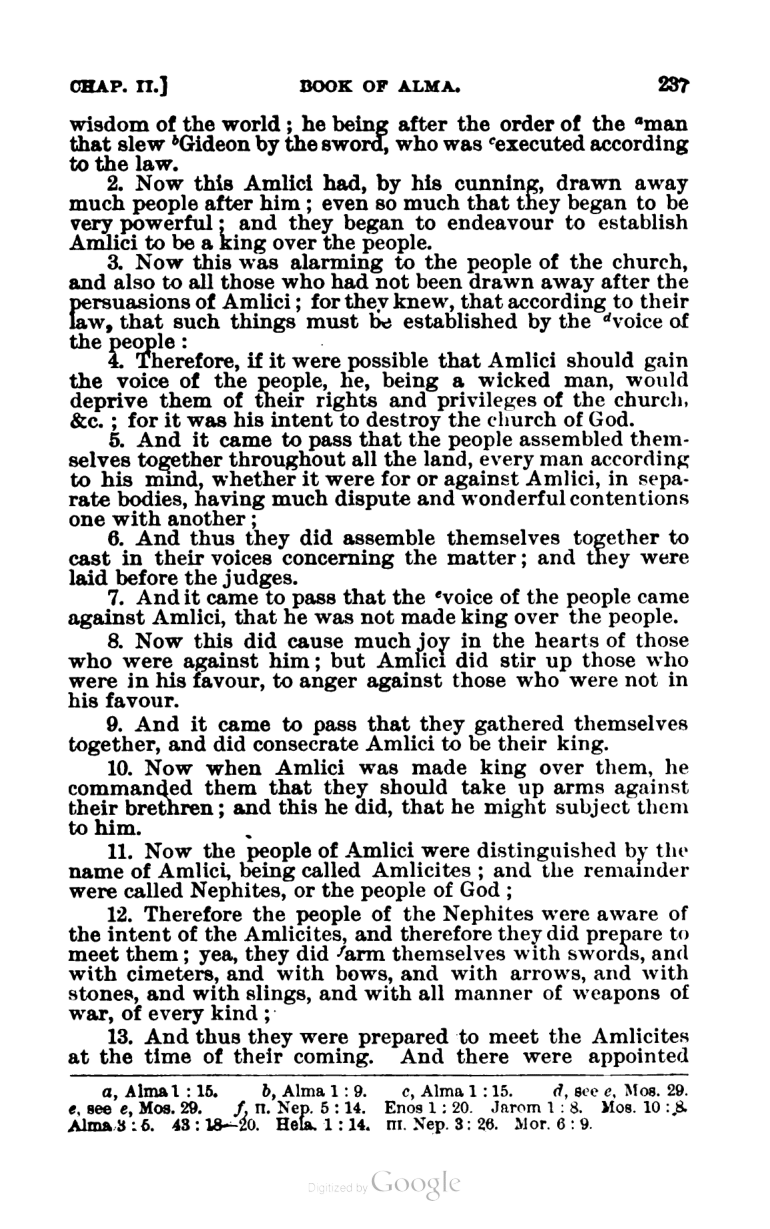 CHAP. II.] BOOK OF ALMA. 237
wisdom of the world ; he being after the order of the ᵃman
that slew ᵇGideon by the sword, who was ᶜexecuted according
to the law.
2. Now this Amlici had, by his cunning, drawn away
much people after him ; even so much that they began to be
very powerful ; and they began to endeavour to establish
Amlici to be a king over the people.
3. Now this was alarming to the people of the church,
and also to all those who had not been drawn away after the
persuasions of Amlici ; for they knew, that according to their
law, that such things must be established by the ᵈvoice of
the people :
4. Therefore, if it were possible that Amlici should gain
the voice of the people, he, being a wicked man, would
deprive them of their rights and privileges of the church,
&c. ; for it was his intent to destroy the church of God.
5. And it came to pass that the people assembled them-
selves together throughout all the land, every man according
to his mind, whether it were for or against Amlici, in sepa-
rate bodies, having much dispute and wonderful contentions
one with another ;
6. And thus they did assemble themselves together to
cast in their voices concerning the matter ; and they were
laid before the judges.
7. And it came to pass that the ᵉvoice of the people came
against Amlici, that he was not made king over the people.
8. Now this did cause much joy in the hearts of those
who were against him ; but Amlici did stir up those who
were in his favour, to anger against those who were not in
his favour.
9. And it came to pass that they gathered themselves
together, and did consecrate Amlici to be their king.
10. Now when Amlici was made king over them, he
commanded them that they should take up arms against
their brethren ; and this he did, that he might subject them
to him.
11. Now the people of Amlici were distinguished by the
name of Amlici, being called Amlicites ; and the remainder
were called Nephites, or the people of God ;
12. Therefore the people of the Nephites were aware of
the intent of the Amlicites, and therefore they did prepare to
meet them ; yea, they did ᶠarm themselves with swords, and
with cimeters, and with bows, and with arrows, and with
stones, and with slings, and with all manner of weapons of
war, of every kind ;
13. And thus they were prepared to meet the Amlicites
at the time of their coming. And there were appointed
a, Alma 1 : 15. b, Alma 1 : 9. c, Alma 1 : 15. d, see e, Mos. 29.
e, see e, Mos. 29. f, II. Nep. 5 : 14. Enos 1 : 20. Jarom 1 : 8. Mos. 10 : 8.
Alma 3 : 5. 43 : 18—20. Hela. 1 : 14. III. Nep. 3 : 26. Mor. 6 : 9.
Digitized by Google